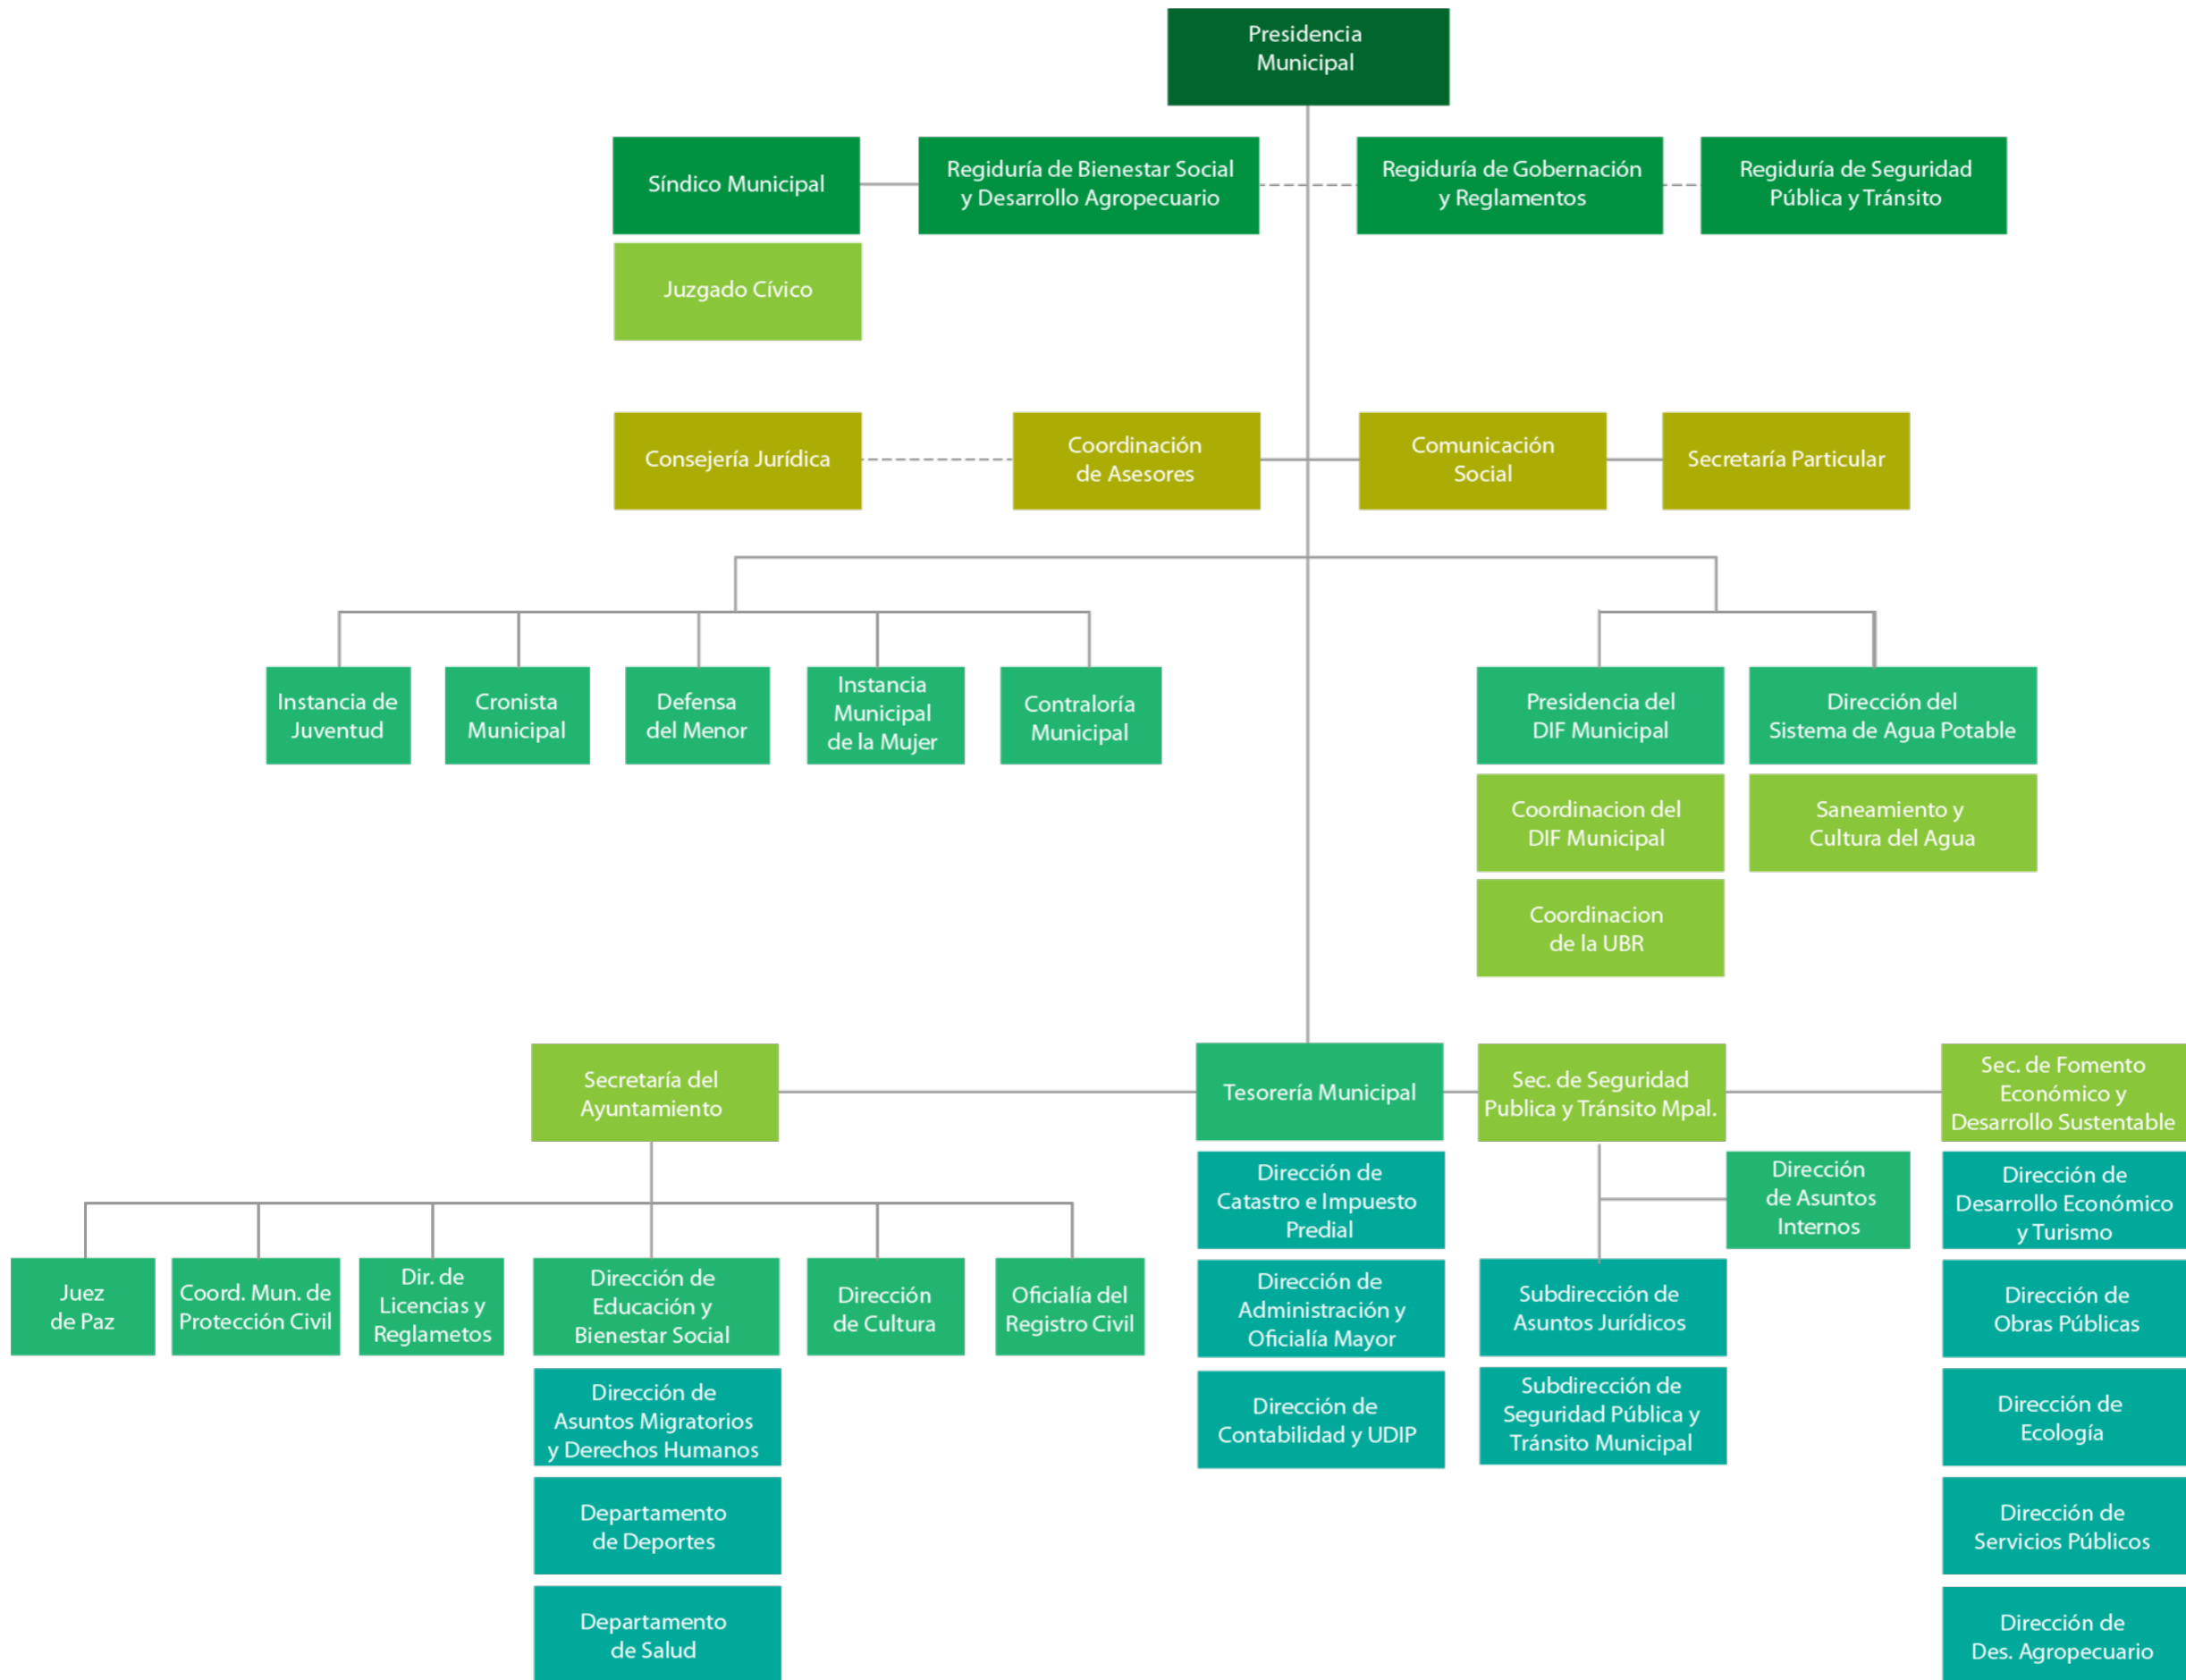 Presidencia
Municipal
Síndico Municipal
Regiduría de Bienestar Social
y Desarrollo Agropecuario
Regiduría de Gobernación
y Reglamentos
Regiduría de Seguridad
Pública y Tránsito
Juzgado Cívico
Consejería Jurídica
Coordinación
de Asesores
Comunicación
Social
Secretaría Particular
Instancia de
Juventud
Cronista
Municipal
Defensa
del Menor
Instancia
Municipal
de la Mujer
Contraloría
Municipal
Presidencia del
DIF Municipal
Dirección del
Sistema de Agua Potable
Coordinacion del
DIF Municipal
Saneamiento y
Cultura del Agua
Coordinacion
de la UBR
Secretaría del
Ayuntamiento
Tesorería Municipal
Sec. de Seguridad
Publica y Tránsito Mpal.
Sec. de Fomento
Económico y
Desarrollo Sustentable
Juez
de Paz
Coord. Mun. de
Protección Civil
Dir. de
Licencias y
Reglametos
Dirección de
Educación y
Bienestar Social
Dirección
de Cultura
Oficialía del
Registro Civil
Dirección de
Asuntos Migratorios
y Derechos Humanos
Departamento
de Deportes
Departamento
de Salud
Dirección de
Catastro e Impuesto
Predial
Dirección de
Administración y
Oficialía Mayor
Dirección de
Contabilidad y UDIP
Dirección
de Asuntos
Internos
Subdirección de
Asuntos Jurídicos
Subdirección de
Seguridad Pública y
Tránsito Municipal
Dirección de
Desarrollo Económico
y Turismo
Dirección de
Obras Públicas
Dirección de
Ecología
Dirección de
Servicios Públicos
Dirección de
Des. Agropecuario